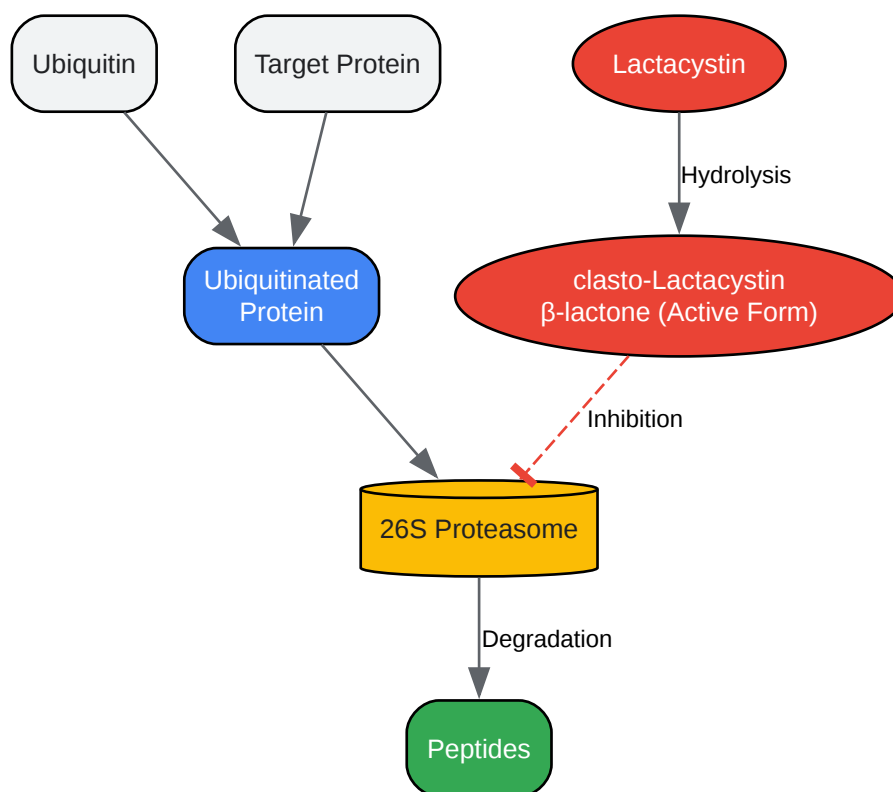 Ubiquitin
Target Protein
Lactacystin
Hydrolysis
Ubiquitinated
Protein
clasto-Lactacystin
β-lactone (Active Form)
Inhibition
26S Proteasome
Degradation
Peptides